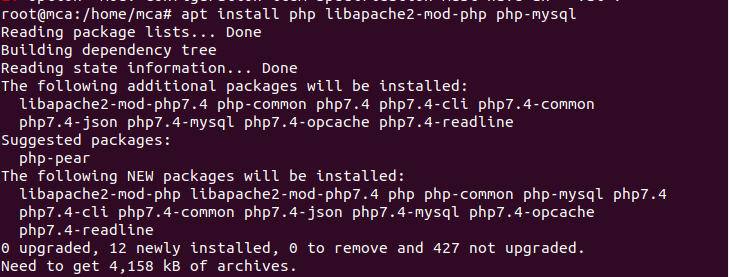 root@mca:/home/mca# apt install php libapache2-mod-php php-mysql
Reading package lists... Done
Building dependency tree
Reading state information... Done
The following additional packages will be installed:
  libapache2-mod-php7.4 php-common php7.4 php7.4-cli php7.4-common
  php7.4-json php7.4-mysql php7.4-opcache php7.4-readline
Suggested packages:
  php-pear
The following NEW packages will be installed:
  libapache2-mod-php libapache2-mod-php7.4 php php-common php-mysql php7.4
  php7.4-cli php7.4-common php7.4-json php7.4-mysql php7.4-opcache
  php7.4-readline
0 upgraded, 12 newly installed, 0 to remove and 427 not upgraded.
Need to get 4,158 kB of archives.